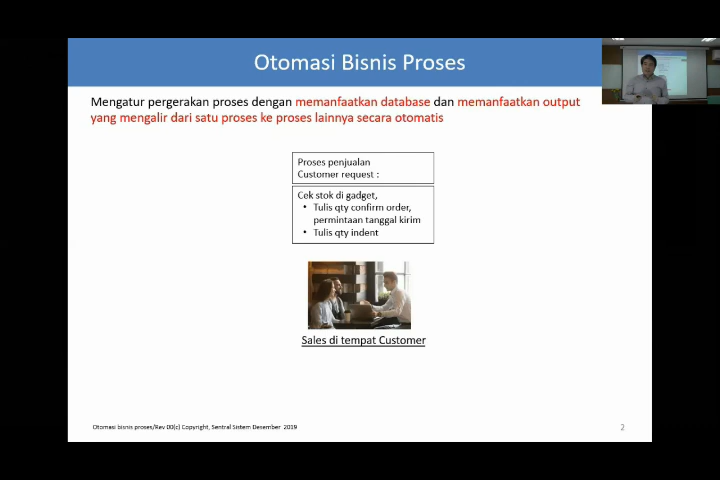 Otomasi Bisnis Proses
Mengatur pergerakan proses dengan memanfaatkan database dan memanfaatkan output
yang mengalir dari satu proses ke proses lainnya secara otomatis
Proses penjualan
Customer request :
Cek stok di gadget,
• Tulis qty confirm order,
permintaan tanggal kirim
• Tulis qty indent
Sales di tempat Customer
Otomasi bisnis proses/Rev 00(c) Copyright, Sentral Sistem Desember 2019
2